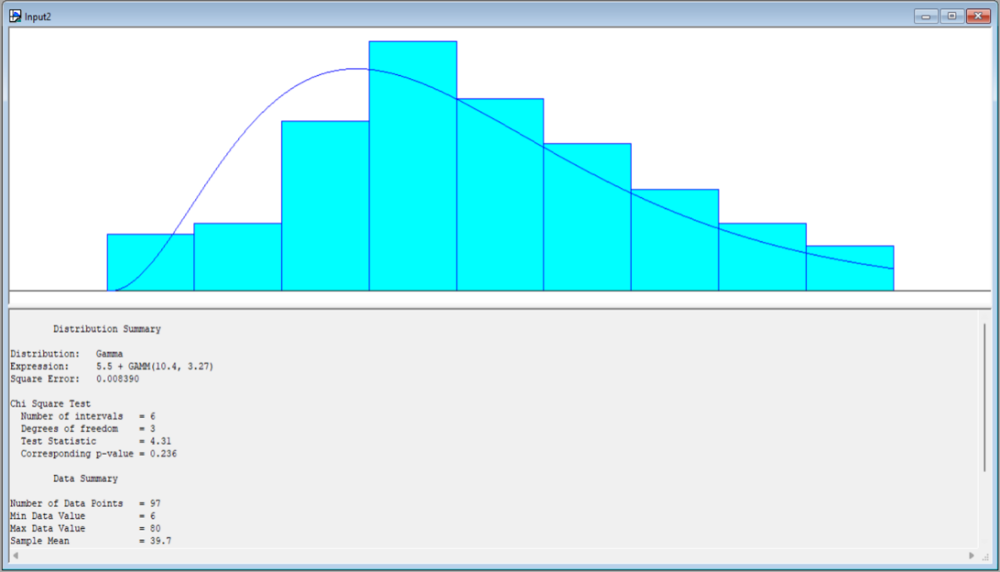 Input2
Distribution Summary
Distribution: Gamma
Expression: 5.5 + GAMM(10.4, 3.27)
Square Error: 0.008390
Chi Square Test
Number of intervals = 6
Degrees of freedom = 3
Test Statistic = 4.31
Corresponding p-value = 0.236
Data Summary
Number of Data Points = 97
Min Data Value = 6
Max Data Value = 80
Sample Mean = 39.7